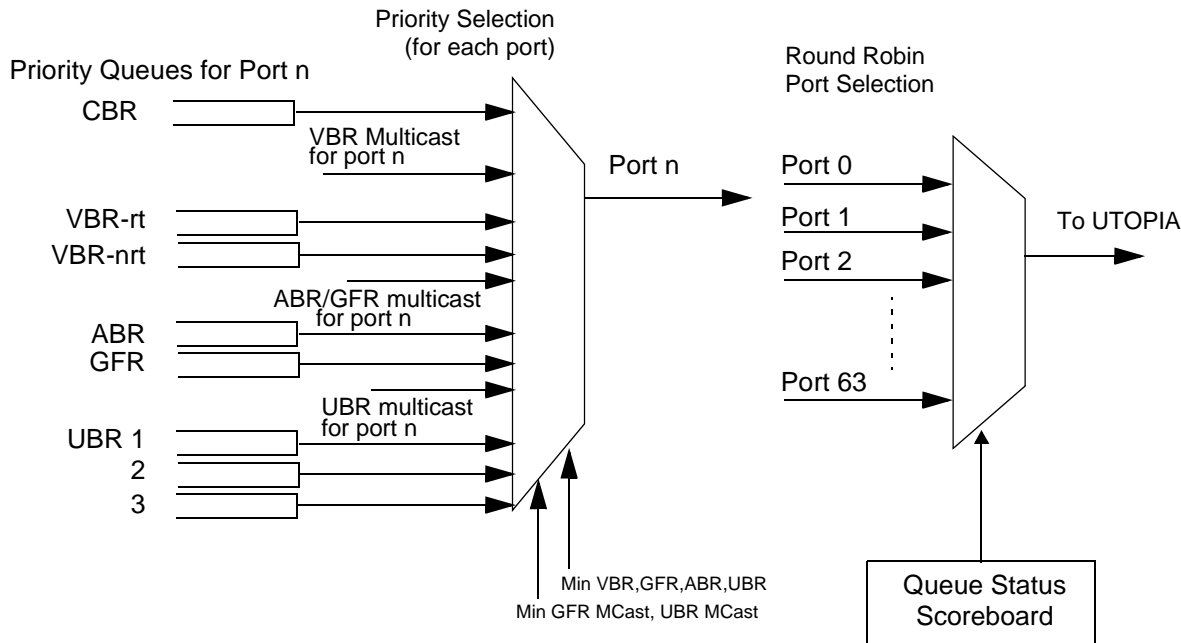 Priority Selection
(for each port)
Priority Queues for Port n
CBR
VBR Multicast
for port n
VBR-rt
VBR-nrt
ABR/GFR multicast
for port n
ABR
GFR
UBR multicast
for port n
UBR 1
2
3
Min VBR,GFR,ABR,UBR
Min GFR MCast, UBR MCast
Port n
Round Robin
Port Selection
Port 0
Port 1
Port 2
Port 63
To UTOPIA
Queue Status
Scoreboard